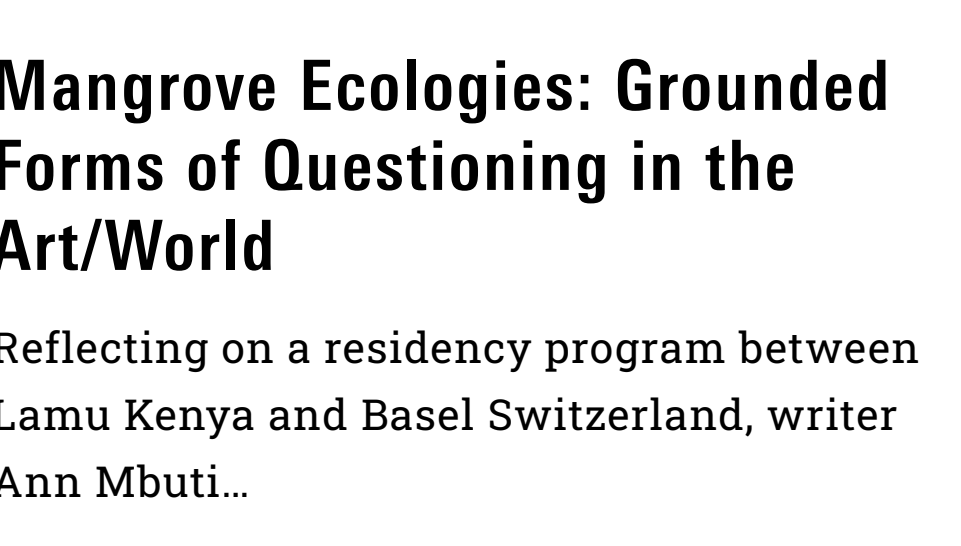 Mangrove Ecologies: Grounded
Forms of Questioning in the
Art/World
Reflecting on a residency program between
Lamu Kenya and Basel Switzerland, writer
Ann Mbuti…